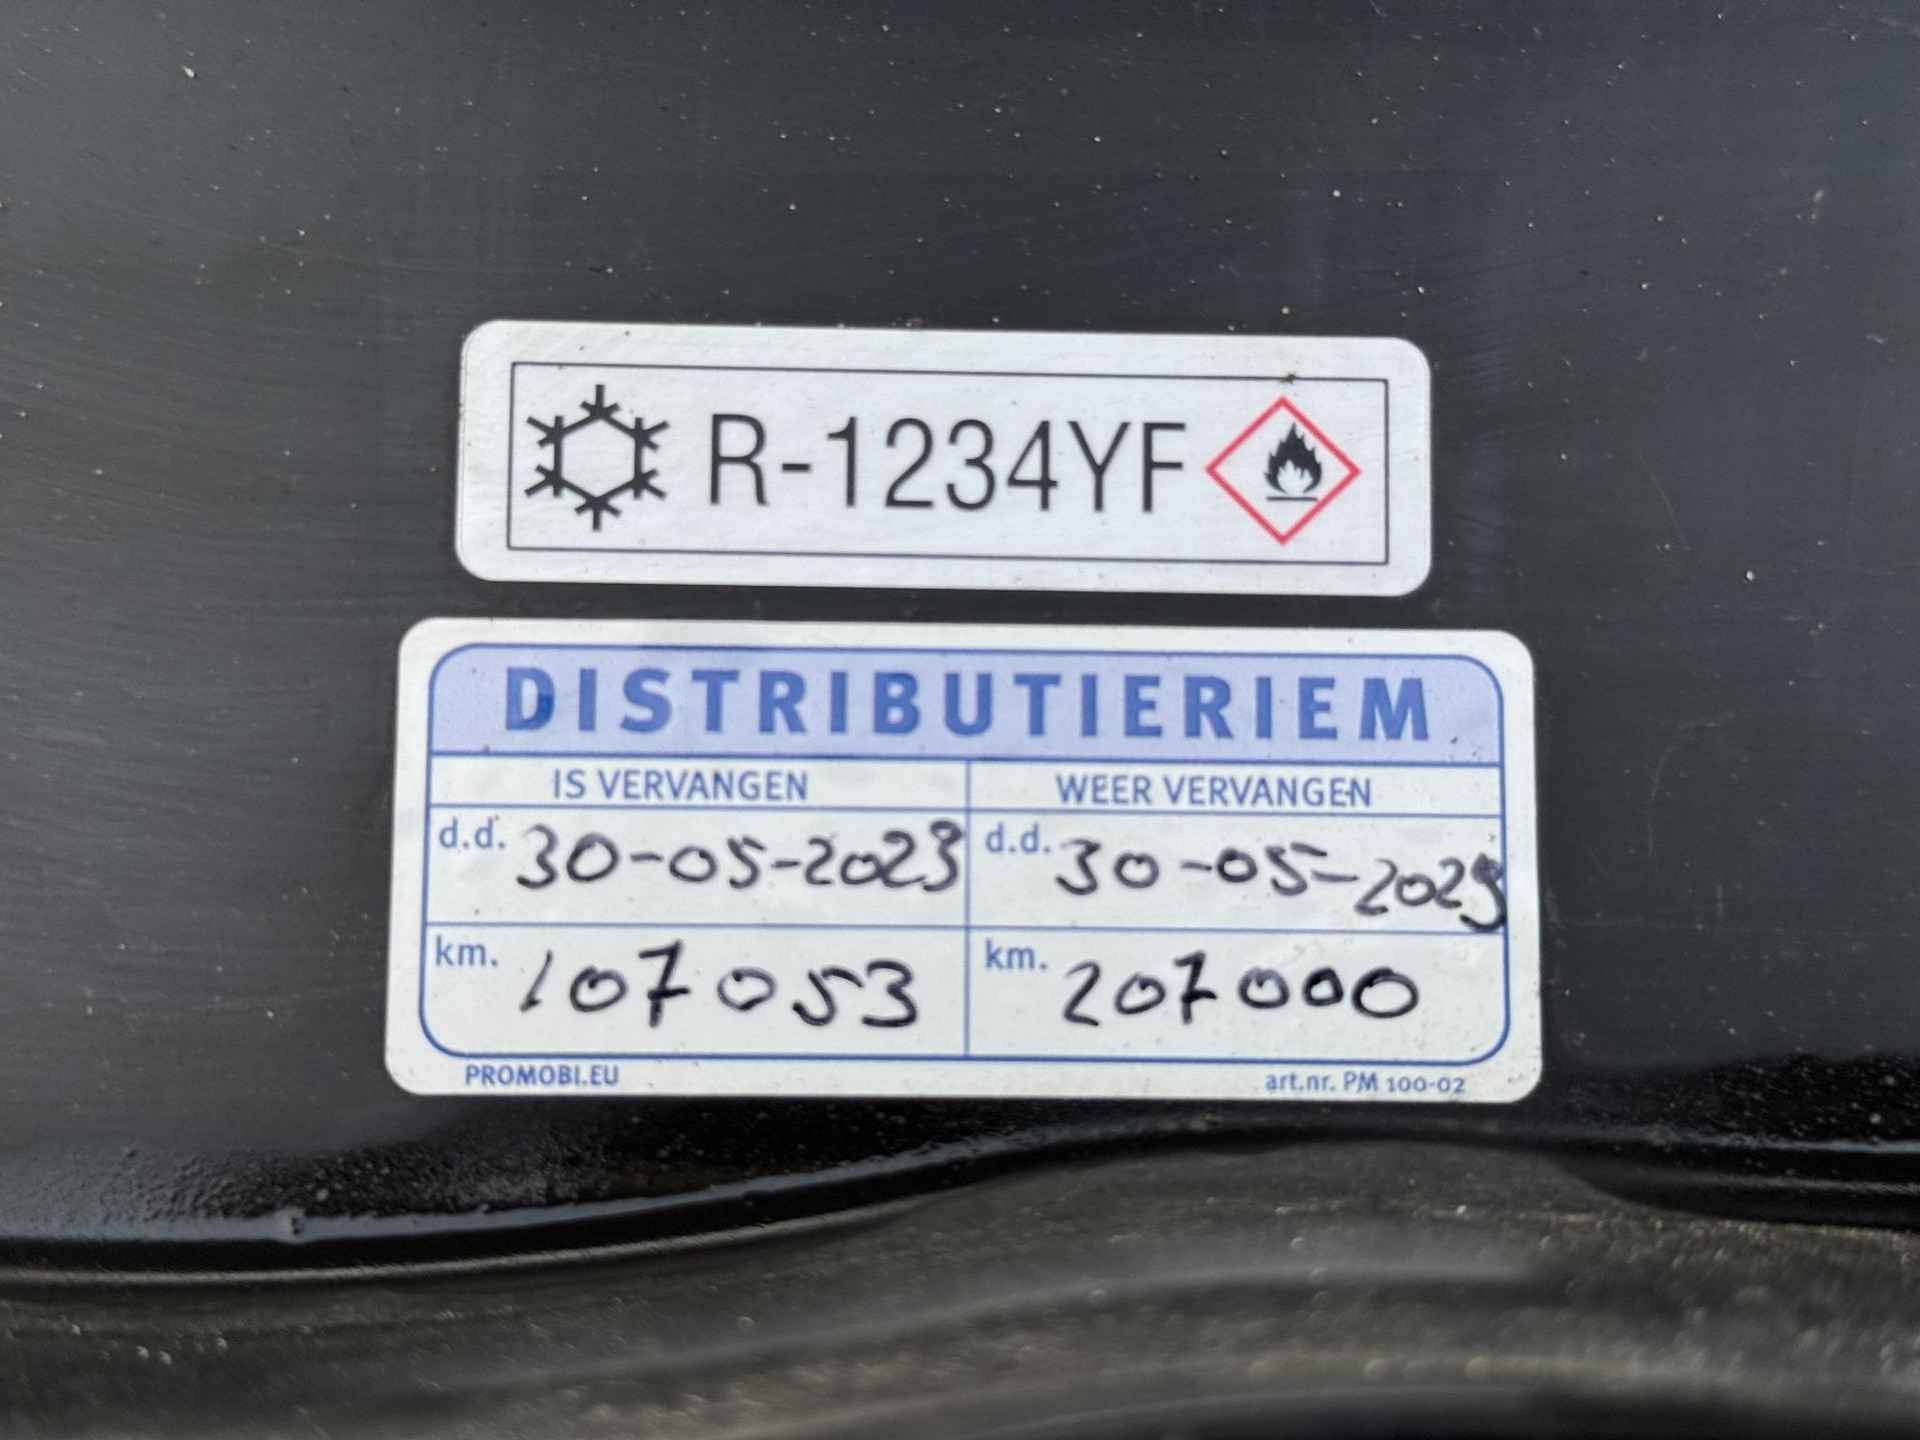 R-1234YF
DISTRIBUTIERIEM
IS VERVANGEN WEER VERVANGEN
d.d. 30-05-2023 d.d. 30-05-2029
km. 107053 km. 207000
PROMOBI.EU art.nr. PM 100-02